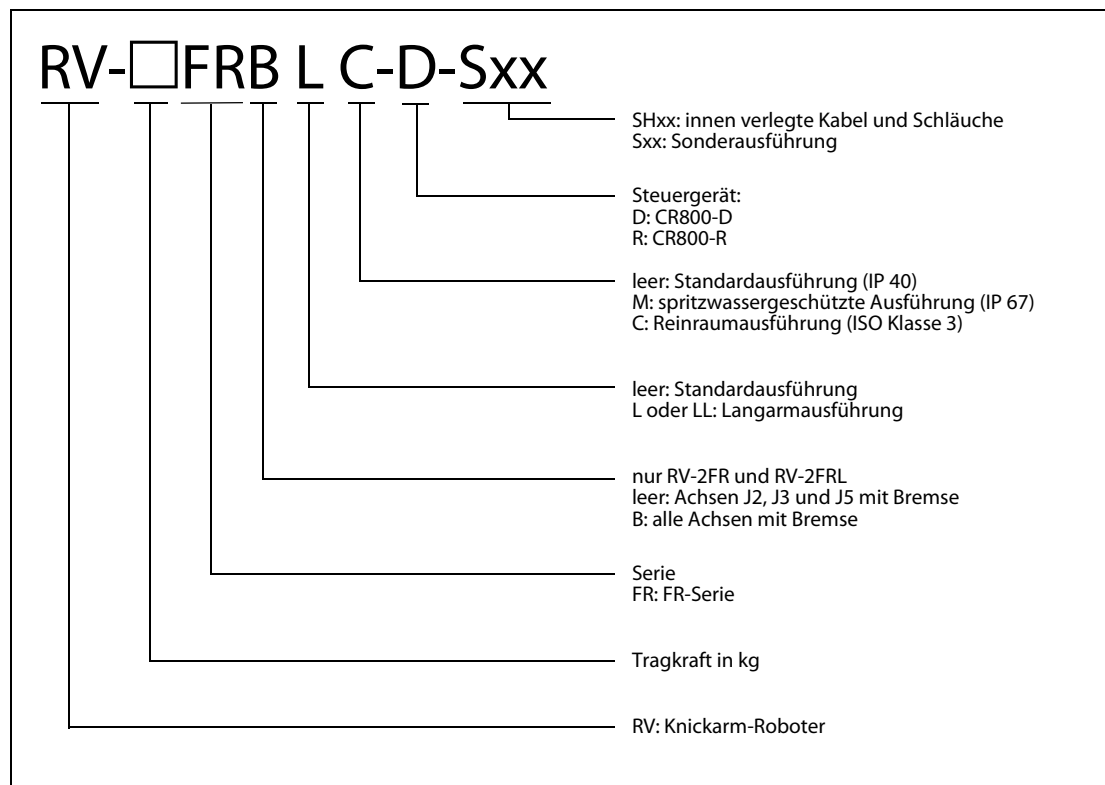 RV-□FRB L C-D-Sxx
SHxx: innen verlegte Kabel und Schläuche
Sxx: Sonderausführung
Steuergerät:
D: CR800-D
R: CR800-R
leer: Standardausführung (IP 40)
M: spritzwassergeschützte Ausführung (IP 67)
C: Reinraumausführung (ISO Klasse 3)
leer: Standardausführung
L oder LL: Langarmausführung
nur RV-2FR und RV-2FRL
leer: Achsen J2, J3 und J5 mit Bremse
B: alle Achsen mit Bremse
Serie
FR: FR-Serie
Tragkraft in kg
RV: Knickarm-Roboter